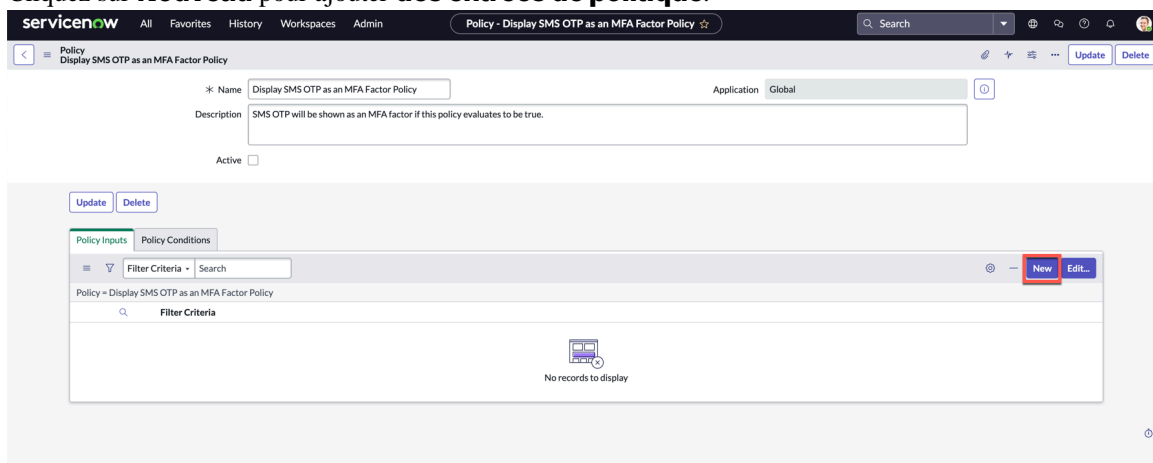 Cliquez sur Nouveau pour ajouter des entrées de politique.
servicenow All Favorites History Workspaces Admin Policy - Display SMS OTP as an MFA Factor Policy Search
Policy
Display SMS OTP as an MFA Factor Policy
Update Delete
Name Display SMS OTP as an MFA Factor Policy Application Global
Description SMS OTP will be shown as an MFA factor if this policy evaluates to be true.
Active
Update Delete
Policy Inputs Policy Conditions
Filter Criteria Search New Edit...
Policy = Display SMS OTP as an MFA Factor Policy
Filter Criteria
No records to display